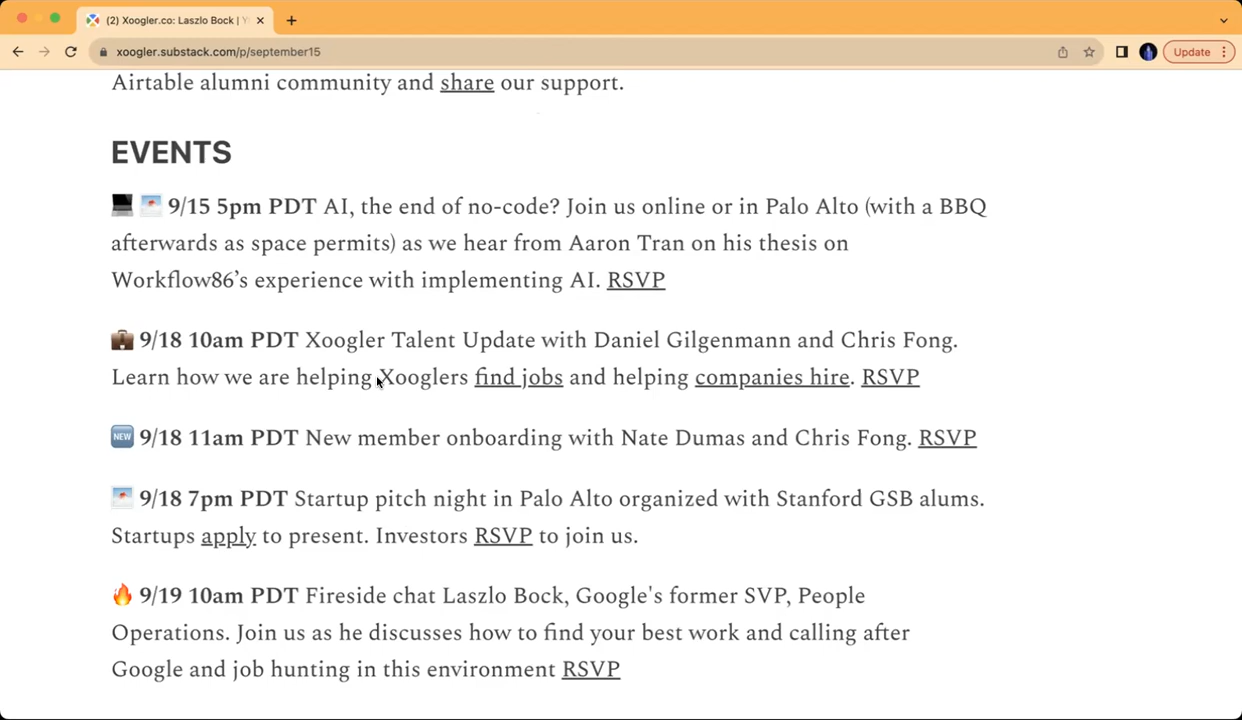 (2) Xoogler.co: Laszlo Bock | Y
xoogler.substack.com/p/september15
Update
Airtable alumni community and share our support.
EVENTS
9/15 5pm PDT AI, the end of no-code? Join us online or in Palo Alto (with a BBQ
afterwards as space permits) as we hear from Aaron Tran on his thesis on
Workflow86’s experience with implementing AI. RSVP
9/18 10am PDT Xoogler Talent Update with Daniel Gilgenmann and Chris Fong.
Learn how we are helping Xooglers find jobs and helping companies hire. RSVP
NEW 9/18 11am PDT New member onboarding with Nate Dumas and Chris Fong. RSVP
9/18 7pm PDT Startup pitch night in Palo Alto organized with Stanford GSB alums.
Startups apply to present. Investors RSVP to join us.
9/19 10am PDT Fireside chat Laszlo Bock, Google's former SVP, People
Operations. Join us as he discusses how to find your best work and calling after
Google and job hunting in this environment RSVP